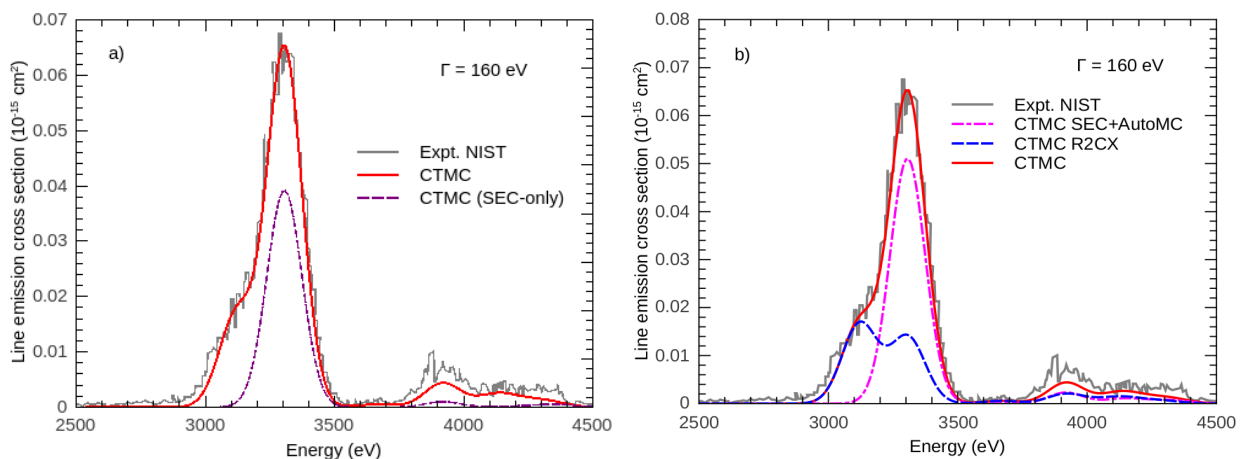 0.07
a)
Γ = 160 eV
0.06
0.05
Expt. NIST
CTMC
CTMC (SEC-only)
0.04
0.03
0.02
0.01
0
Line emission cross section (10⁻¹⁵ cm²)
2500 3000 3500 4000 4500
Energy (eV)
0.08
b)
Γ = 160 eV
0.07
0.06
Expt. NIST
CTMC SEC+AutoMC
CTMC R2CX
CTMC
0.05
0.04
0.03
0.02
0.01
0
Line emission cross section (10⁻¹⁵ cm²)
2500 3000 3500 4000 4500
Energy (eV)